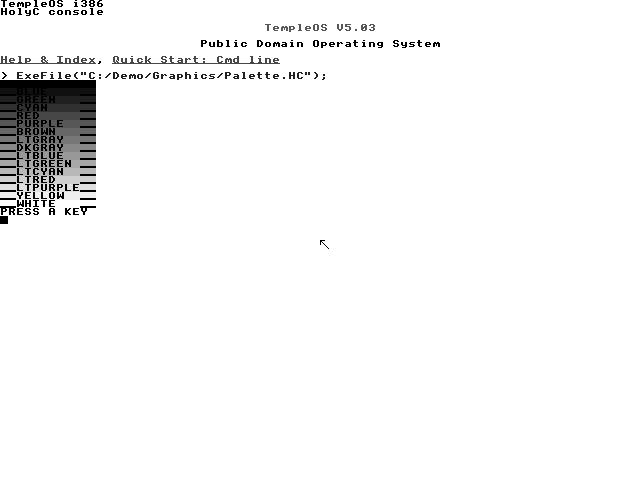 TempleOS i386
HolyC console
TempleOS V5.03
Public Domain Operating System
Help & Index, Quick Start: Cmd line
> ExeFile("C:/Demo/Graphics/Palette.HC");
BLUE
GREEN
CYAN
RED
PURPLE
BROWN
LTGRAY
DKGRAY
LTBLUE
LTGREEN
LTCYAN
LTRED
LTPURPLE
YELLOW
WHITE
PRESS A KEY